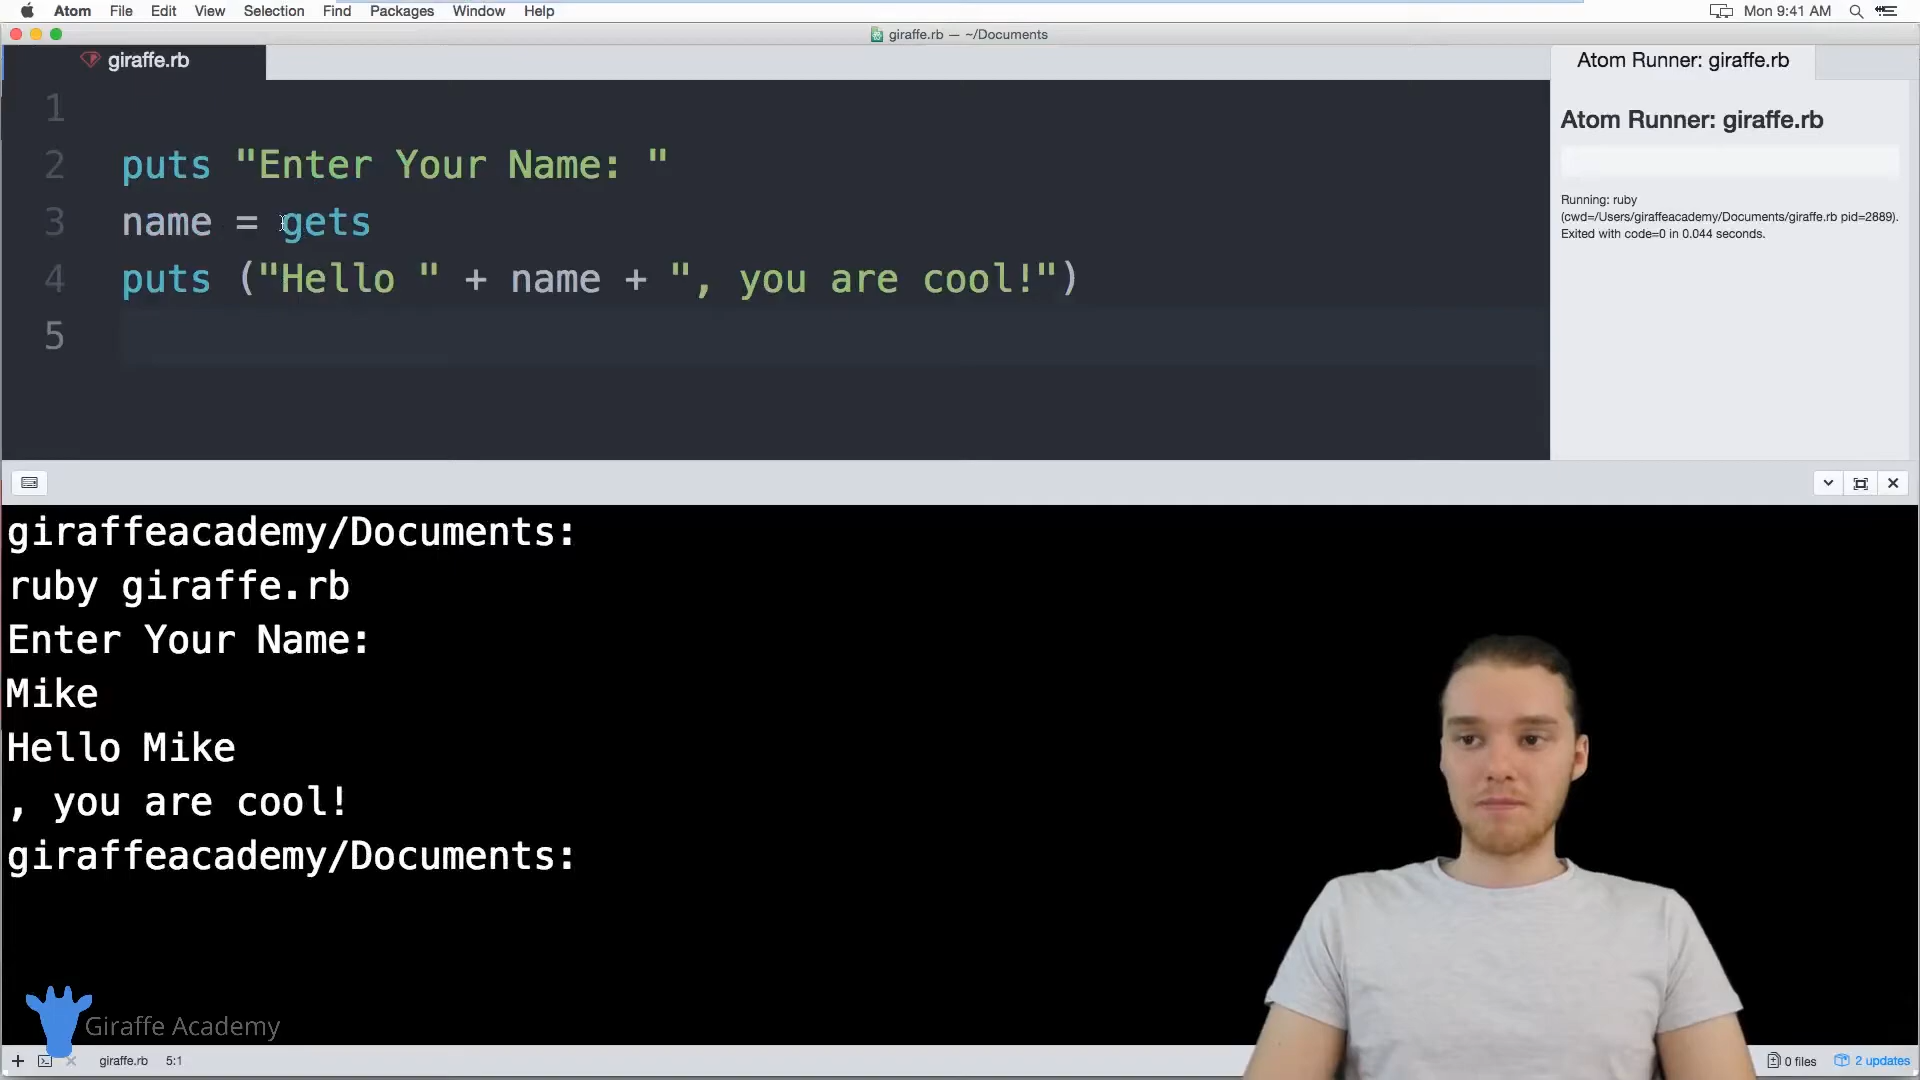 Atom File Edit View Selection Find Packages Window Help Mon 9:41 AM
giraffe.rb — ~/Documents
giraffe.rb
Atom Runner: giraffe.rb
1
2 puts "Enter Your Name: "
3 name = gets
4 puts ("Hello " + name + ", you are cool!")
5
Atom Runner: giraffe.rb
Running: ruby
(cwd=/Users/giraffeacademy/Documents/giraffe.rb pid=2889).
Exited with code=0 in 0.044 seconds.
giraffeacademy/Documents:
ruby giraffe.rb
Enter Your Name:
Mike
Hello Mike
, you are cool!
giraffeacademy/Documents:
Giraffe Academy
giraffe.rb 5:1 0 files 2 updates